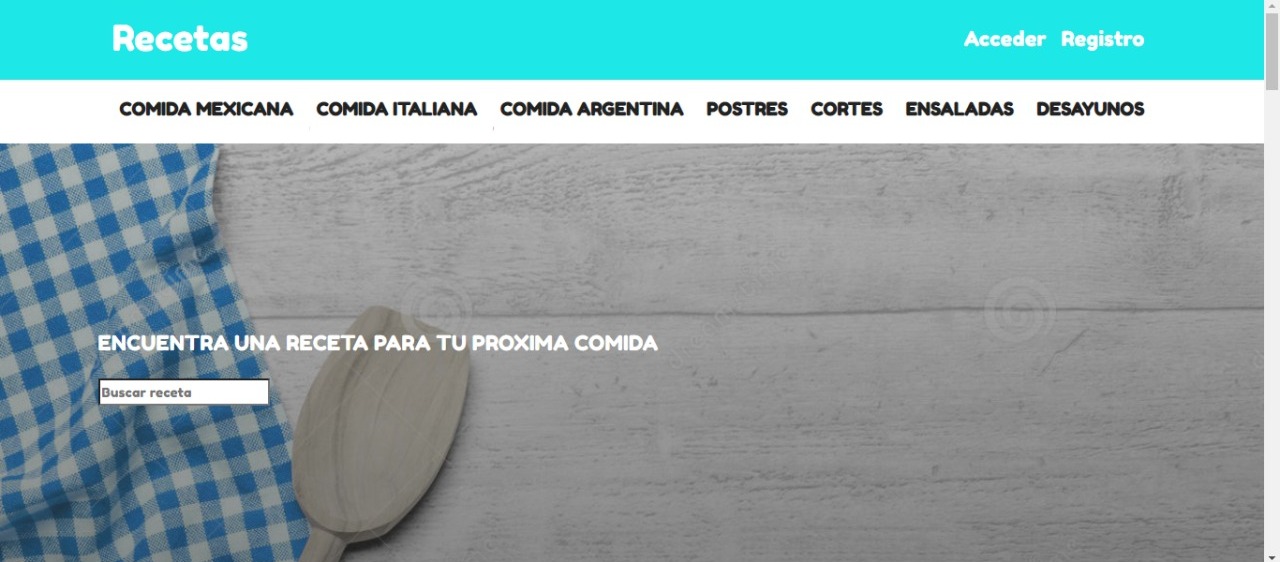 Recetas
Acceder Registro
COMIDA MEXICANA COMIDA ITALIANA COMIDA ARGENTINA POSTRES CORTES ENSALADAS DESAYUNOS
ENCUENTRA UNA RECETA PARA TU PROXIMA COMIDA
Buscar receta